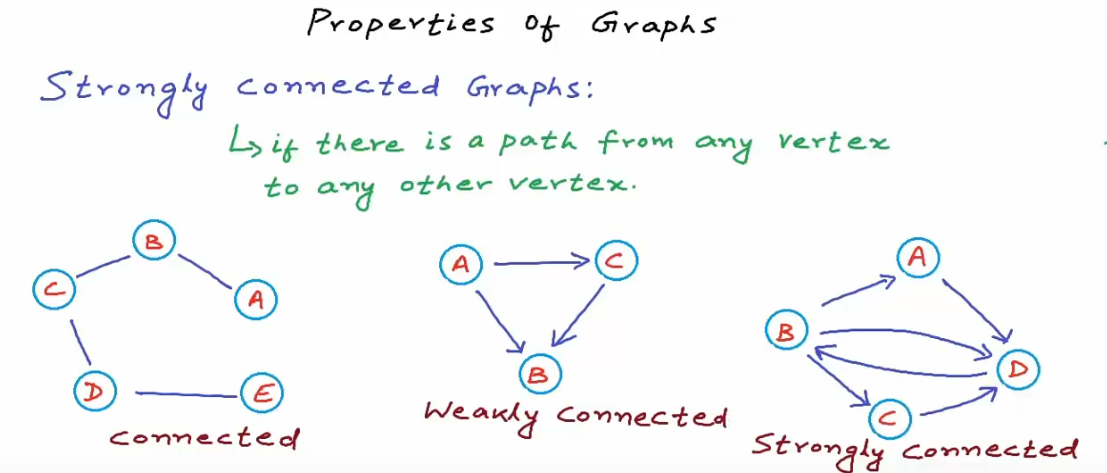 Properties of Graphs
Strongly connected Graphs:
↳ if there is a path from any vertex
to any other vertex.
B
C
A
D
E
connected
A
C
B
Weakly connected
A
B
D
C
Strongly connected